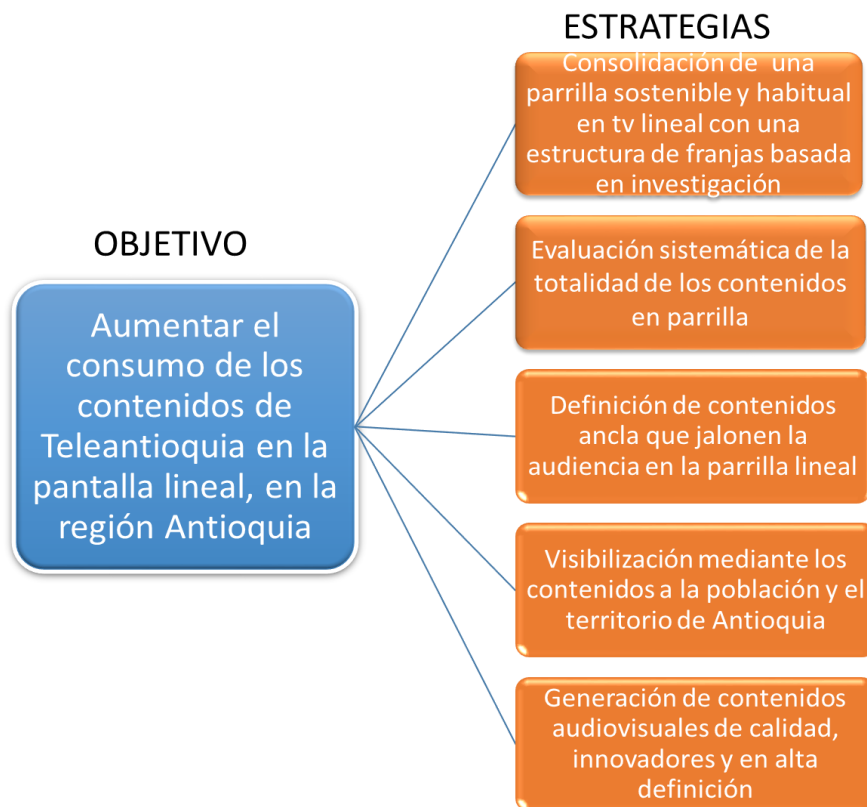 OBJETIVO
Aumentar el
consumo de los
contenidos de
Teleantioquia en la
pantalla lineal, en la
región Antioquia
ESTRATEGIAS
Consolidación de una
parrilla sostenible y habitual
en tv lineal con una
estructura de franjas basada
en investigación
Evaluación sistemática de la
totalidad de los contenidos
en parrilla
Definición de contenidos
ancla que jalonen la
audiencia en la parrilla lineal
Visibilización mediante los
contenidos a la población y el
territorio de Antioquia
Generación de contenidos
audiovisuales de calidad,
innovadores y en alta
definición